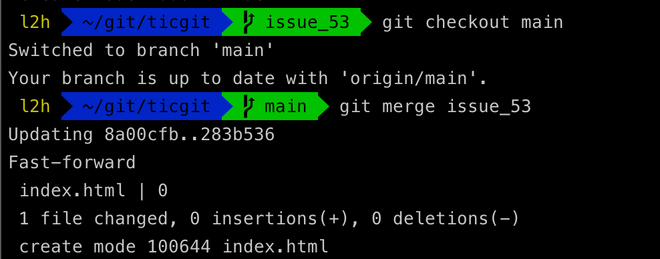 l2h ~/git/ticgit issue_53 git checkout main
Switched to branch 'main'
Your branch is up to date with 'origin/main'.
l2h ~/git/ticgit main git merge issue_53
Updating 8a00cfb..283b536
Fast-forward
index.html | 0
1 file changed, 0 insertions(+), 0 deletions(-)
create mode 100644 index.html